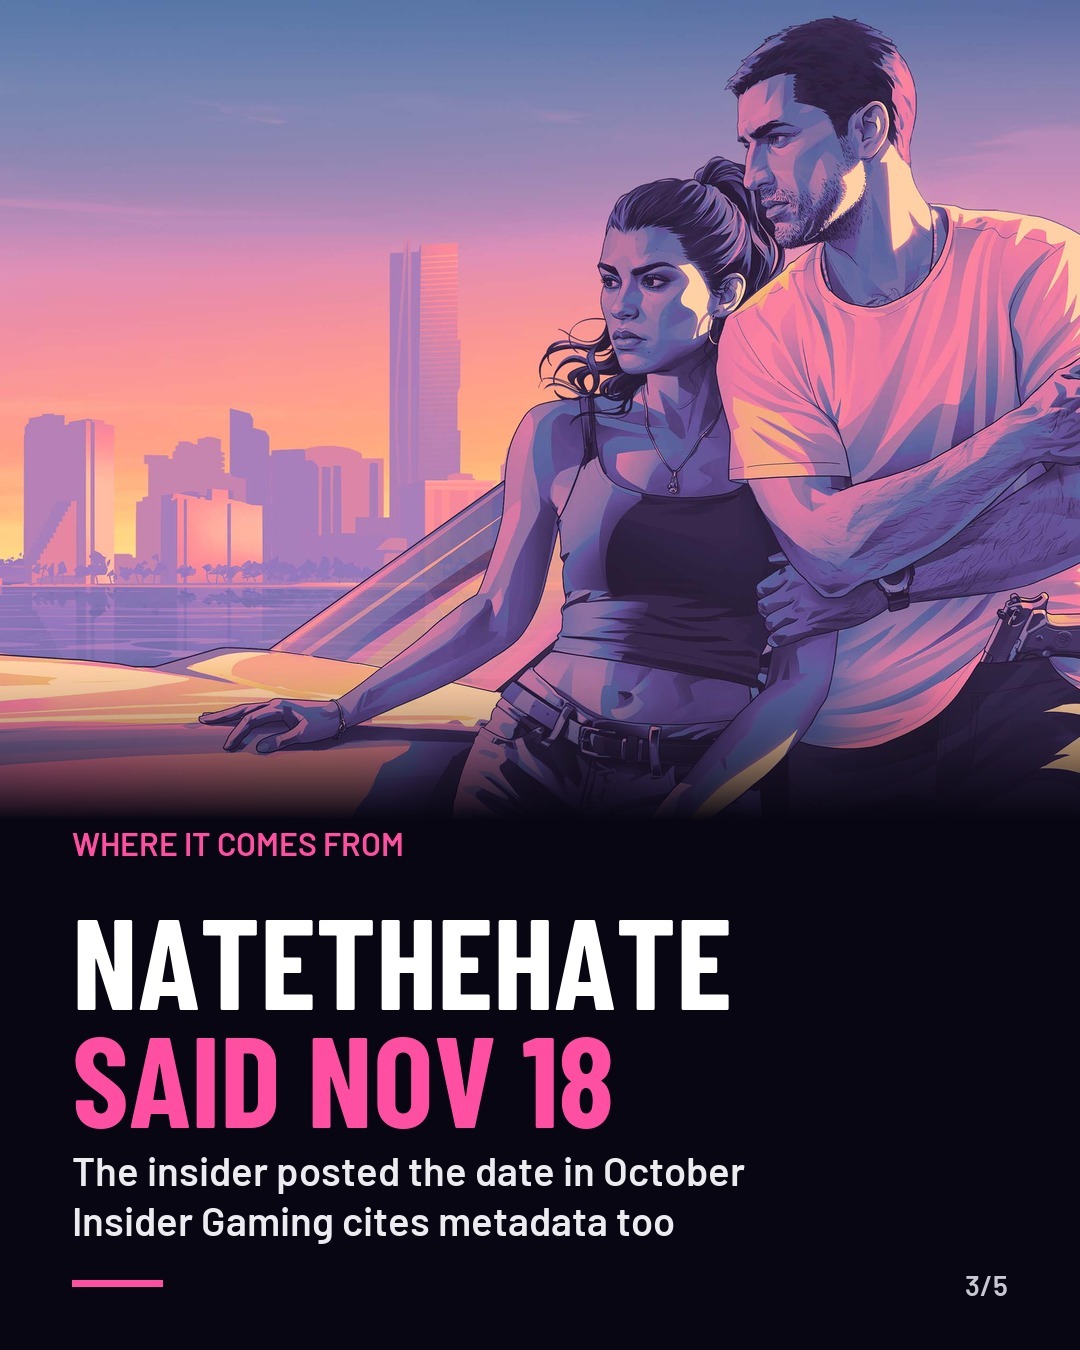 WHERE IT COMES FROM
NATETHEHATE
SAID NOV 18
The insider posted the date in October
Insider Gaming cites metadata too
3/5